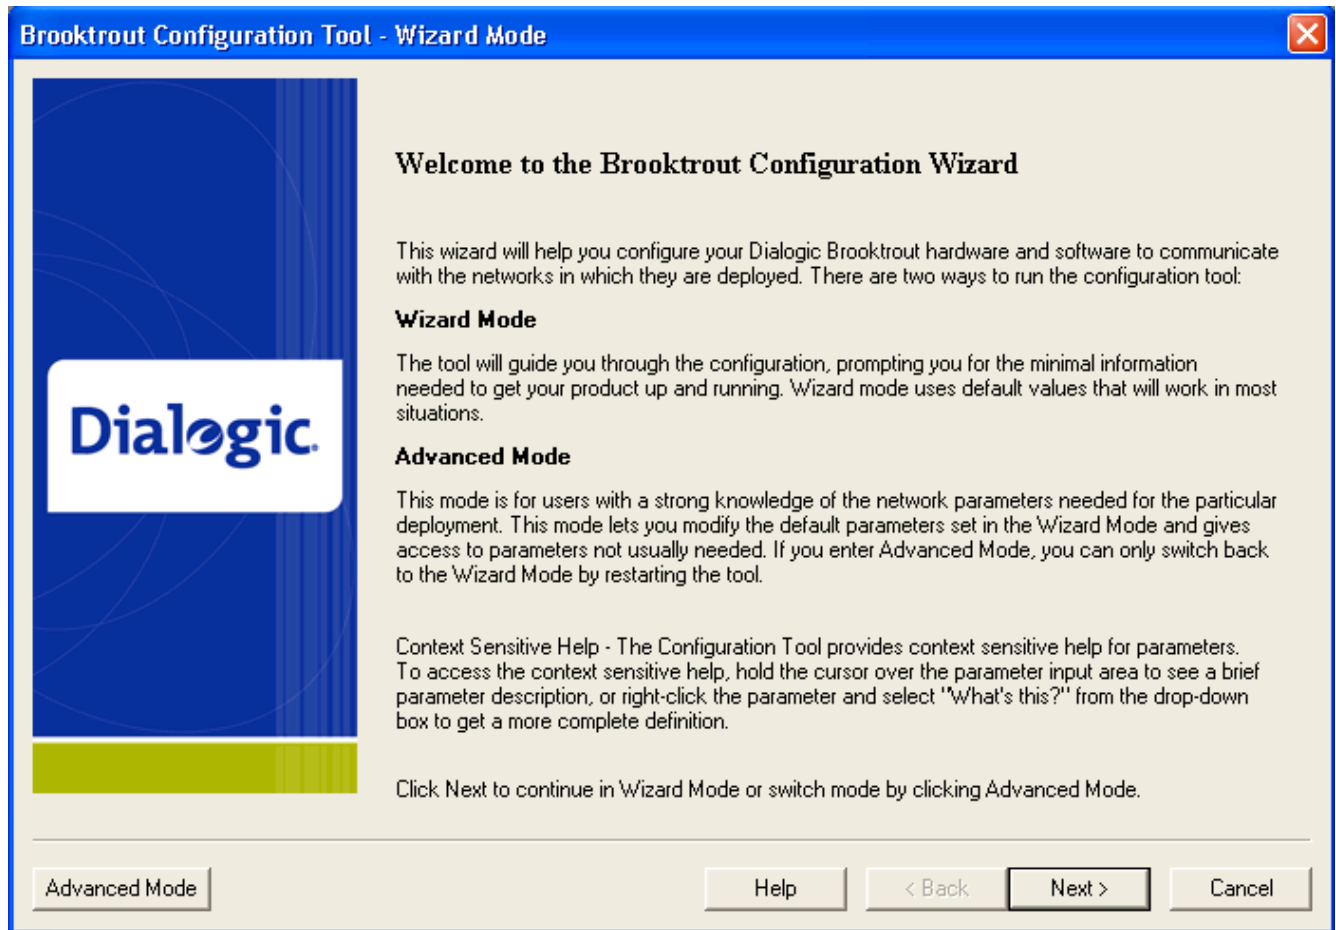 Brooktrout Configuration Tool - Wizard Mode
Welcome to the Brooktrout Configuration Wizard
This wizard will help you configure your Dialogic Brooktrout hardware and software to communicate
with the networks in which they are deployed. There are two ways to run the configuration tool:
Wizard Mode
The tool will guide you through the configuration, prompting you for the minimal information
needed to get your product up and running. Wizard mode uses default values that will work in most
situations.
Dialogic.
Advanced Mode
This mode is for users with a strong knowledge of the network parameters needed for the particular
deployment. This mode lets you modify the default parameters set in the Wizard Mode and gives
access to parameters not usually needed. If you enter Advanced Mode, you can only switch back
to the Wizard Mode by restarting the tool.
Context Sensitive Help - The Configuration Tool provides context sensitive help for parameters.
To access the context sensitive help, hold the cursor over the parameter input area to see a brief
parameter description, or right-click the parameter and select "What's this?" from the drop-down
box to get a more complete definition.
Click Next to continue in Wizard Mode or switch mode by clicking Advanced Mode.
Advanced Mode
Help
< Back
Next >
Cancel